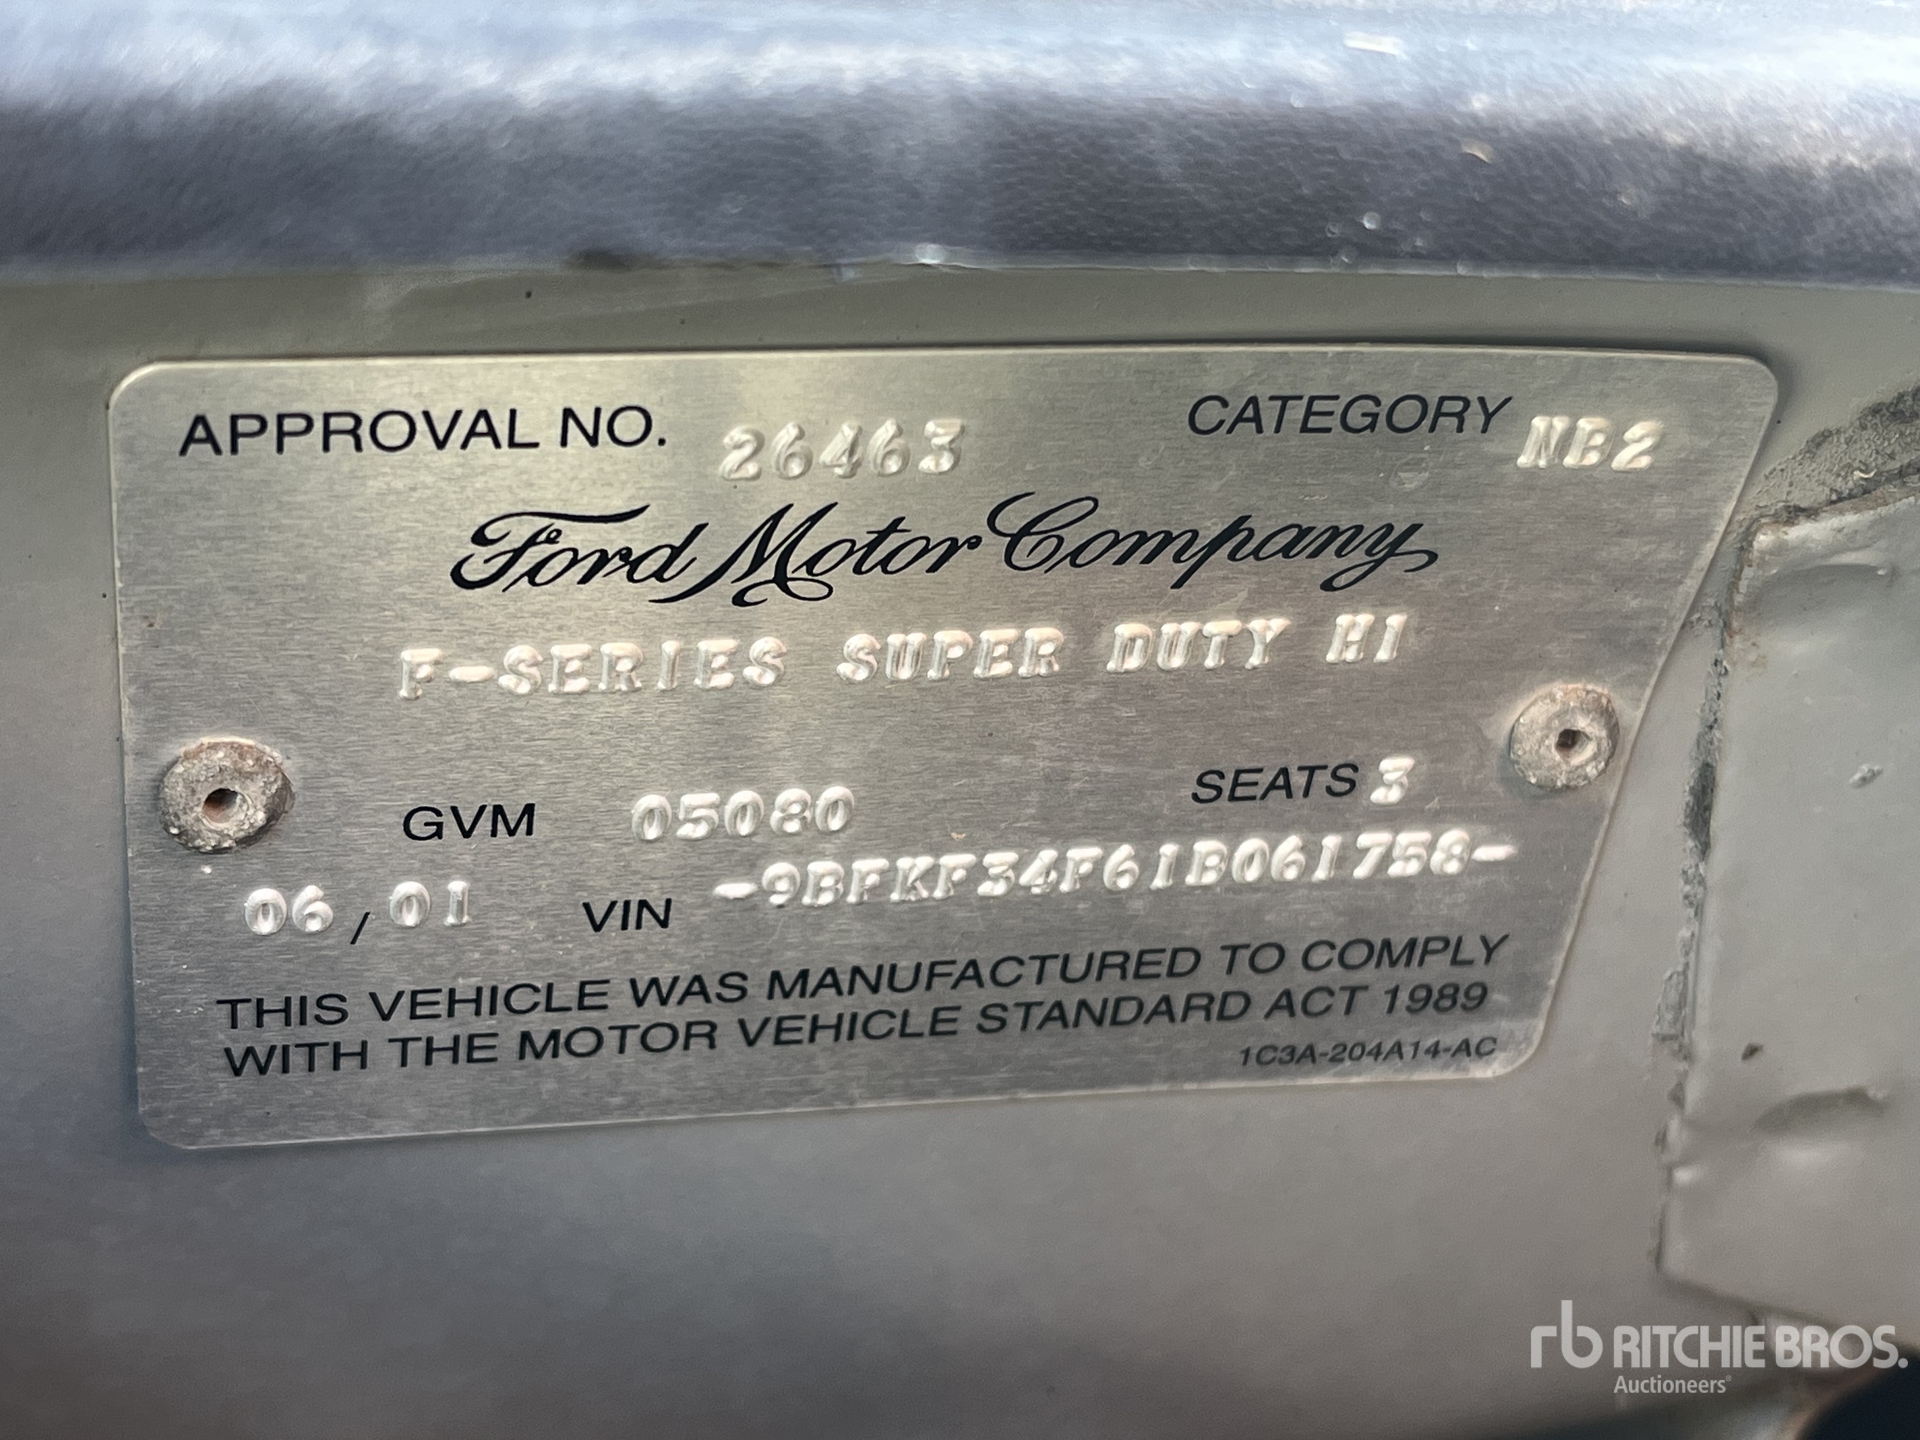 APPROVAL NO. 26463 CATEGORY NB2
Ford Motor Company
F-SERIES SUPER DUTY H1
GVM 05080 SEATS 3
06 / 01 VIN -9BFKF34F61B061758-
THIS VEHICLE WAS MANUFACTURED TO COMPLY
WITH THE MOTOR VEHICLE STANDARD ACT 1989
1C3A-204A14-AC
rb RITCHIE BROS.
Auctioneers